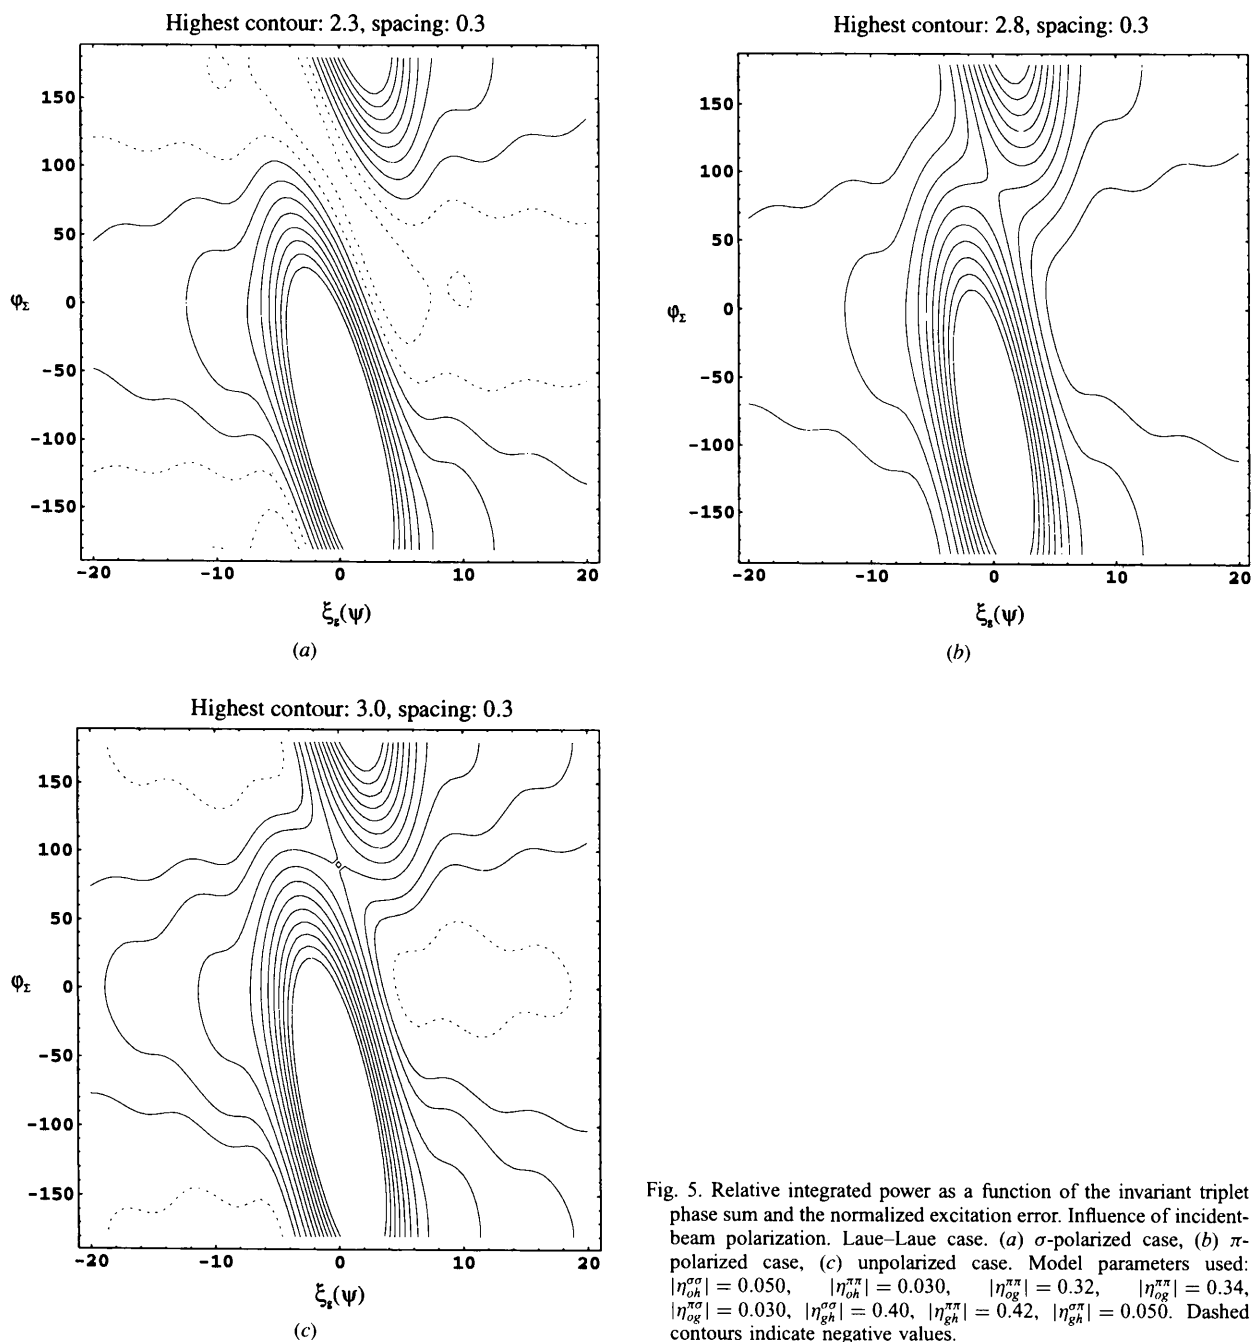 Highest contour: 2.3, spacing: 0.3
150
100
50
φΣ 0
-50
-100
-150
-20 -10 0 10 20
ξg(ψ)
(a)
Highest contour: 2.8, spacing: 0.3
150
100
50
φΣ 0
-50
-100
-150
-20 -10 0 10 20
ξg(ψ)
(b)
Highest contour: 3.0, spacing: 0.3
150
100
50
φΣ 0
-50
-100
-150
-20 -10 0 10 20
ξg(ψ)
(c)
Fig. 5. Relative integrated power as a function of the invariant triplet
phase sum and the normalized excitation error. Influence of incident-
beam polarization. Laue–Laue case. (a) σ-polarized case, (b) π-
polarized case, (c) unpolarized case. Model parameters used:
|η_oh^σσ| = 0.050, |η_oh^ππ| = 0.030, |η_og^ππ| = 0.32, |η_og^ππ| = 0.34,
|η_og^πσ| = 0.030, |η_gh^σσ| = 0.40, |η_gh^ππ| = 0.42, |η_gh^σπ| = 0.050. Dashed
contours indicate negative values.